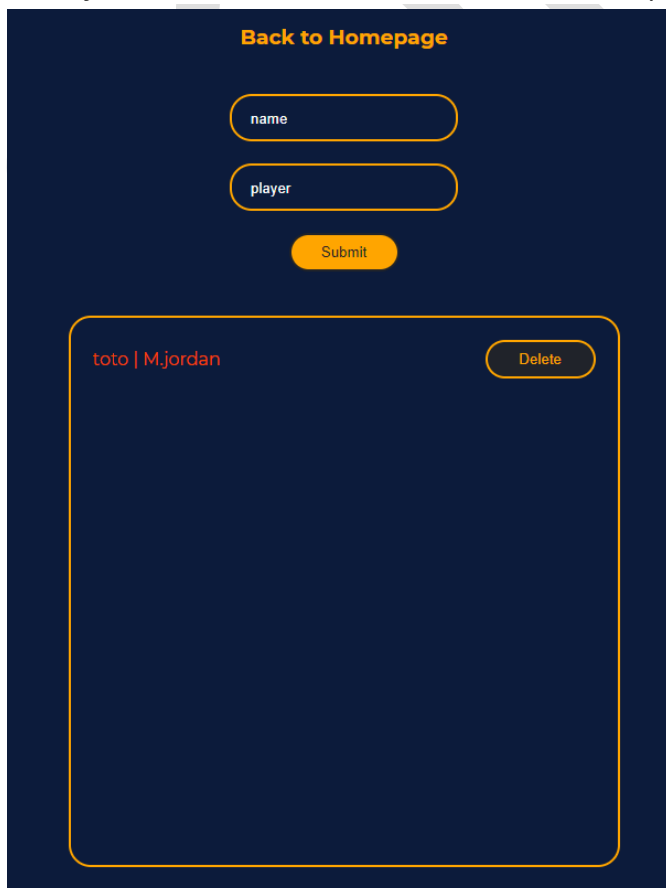 Back to Homepage
name
player
Submit
toto | M.jordan
Delete